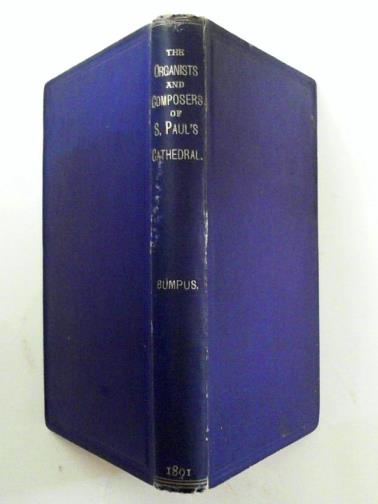 THE
ORGANISTS
AND
COMPOSERS
OF
S. PAUL'S
CATHEDRAL.
BUMPUS.
1891